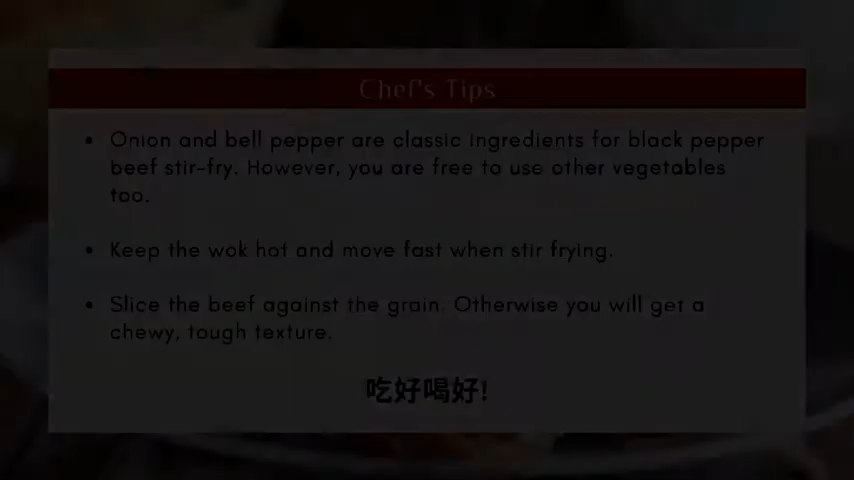 Chef's Tips
• Onion and bell pepper are classic ingredients for black pepper
beef stir-fry. However, you are free to use other vegetables
too.
• Keep the wok hot and move fast when stir frying.
• Slice the beef against the grain. Otherwise you will get a
chewy, tough texture.
吃好喝好!